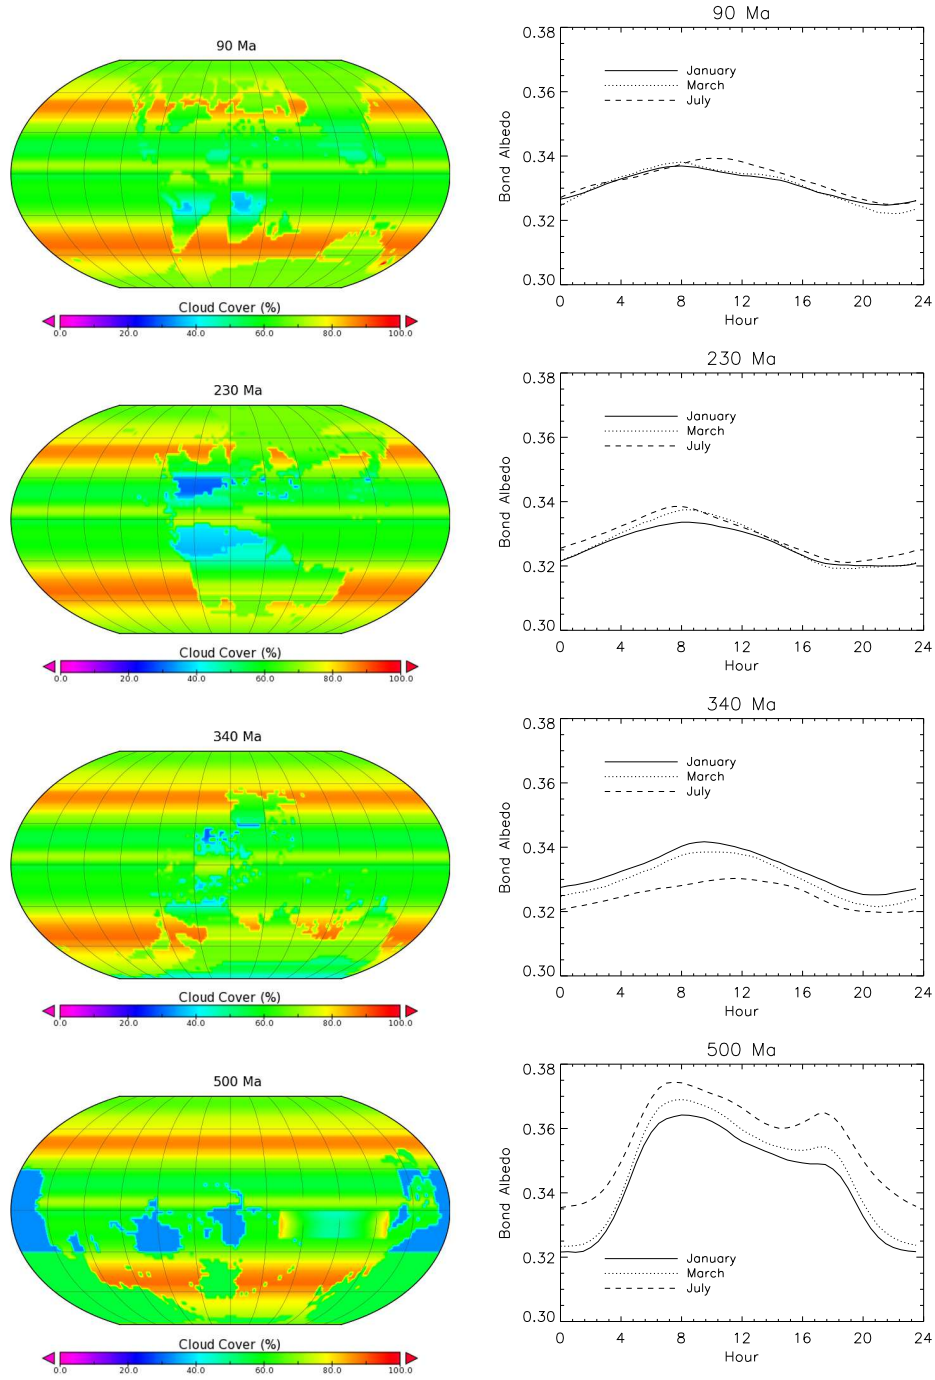 90 Ma
Cloud Cover (%)
0.0 20.0 40.0 60.0 80.0 100.0
90 Ma
January
March
July
Bond Albedo
0.38
0.36
0.34
0.32
0.30
0 4 8 12 16 20 24
Hour
230 Ma
Cloud Cover (%)
0.0 20.0 40.0 60.0 80.0 100.0
230 Ma
January
March
July
Bond Albedo
0.38
0.36
0.34
0.32
0.30
0 4 8 12 16 20 24
Hour
340 Ma
Cloud Cover (%)
0.0 20.0 40.0 60.0 80.0 100.0
340 Ma
January
March
July
Bond Albedo
0.38
0.36
0.34
0.32
0.30
0 4 8 12 16 20 24
Hour
500 Ma
Cloud Cover (%)
0.0 20.0 40.0 60.0 80.0 100.0
500 Ma
Bond Albedo
0.38
0.36
0.34
0.32
0.30
January
March
July
0 4 8 12 16 20 24
Hour